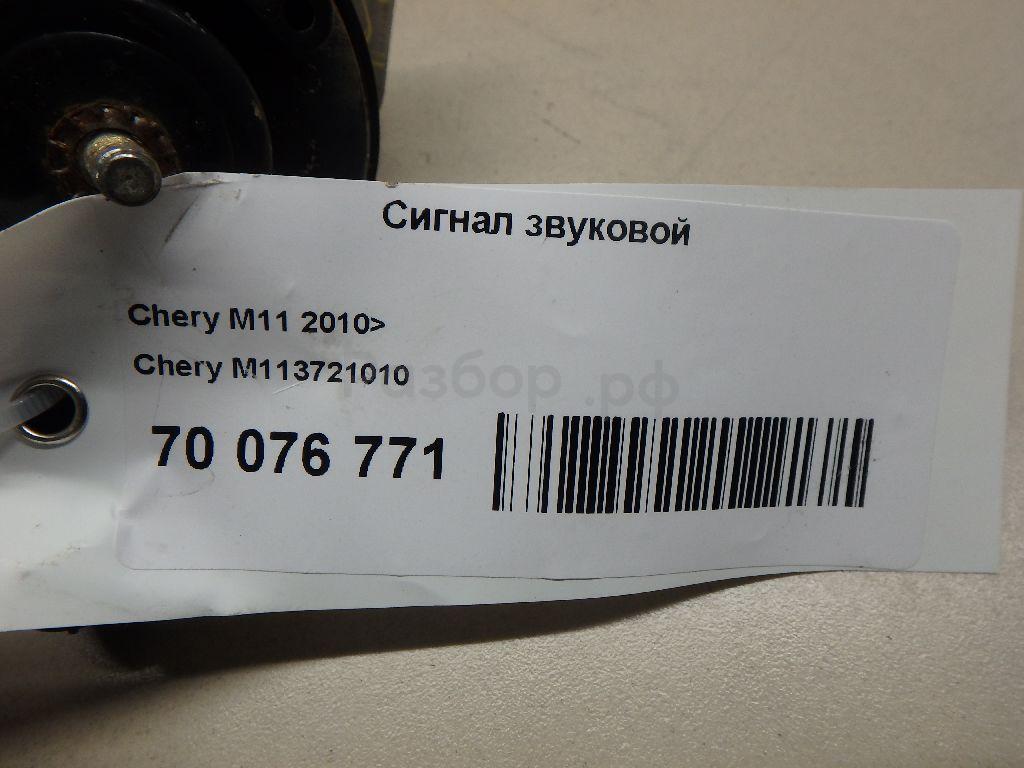 Сигнал звуковой
Chery M11 2010>
Chery M113721010
Разбор.рф
70 076 771